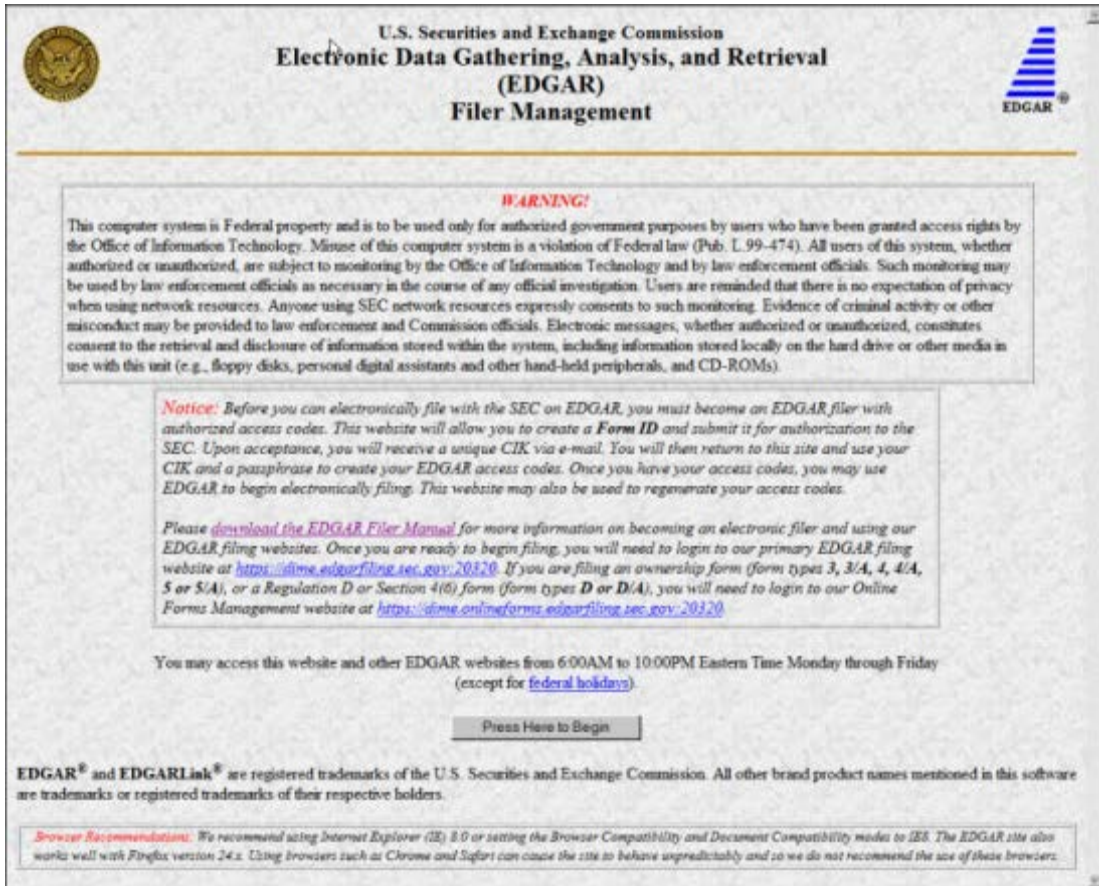 U.S. Securities and Exchange Commission
Electronic Data Gathering, Analysis, and Retrieval
(EDGAR)
Filer Management
EDGAR ®
WARNING!
This computer system is Federal property and is to be used only for authorized government purposes by users who have been granted access rights by
the Office of Information Technology. Misuse of this computer system is a violation of Federal law (Pub. L.99-474). All users of this system, whether
authorized or unauthorized, are subject to monitoring by the Office of Information Technology and by law enforcement officials. Such monitoring may
be used by law enforcement officials as necessary in the course of any official investigation. Users are reminded that there is no expectation of privacy
when using network resources. Anyone using SEC network resources expressly consents to such monitoring. Evidence of criminal activity or other
misconduct may be provided to law enforcement and Commission officials. Electronic messages, whether authorized or unauthorized, constitutes
consent to the retrieval and disclosure of information stored within the system, including information stored locally on the hard drive or other media in
use with this unit (e.g., floppy disks, personal digital assistants and other hand-held peripherals, and CD-ROMs).
Notice: Before you can electronically file with the SEC on EDGAR, you must become an EDGAR filer with
authorized access codes. This website will allow you to create a Form ID and submit it for authorization to the
SEC. Upon acceptance, you will receive a unique CIK via e-mail. You will then return to this site and use your
CIK and a passphrase to create your EDGAR access codes. Once you have your access codes, you may use
EDGAR to begin electronically filing. This website may also be used to regenerate your access codes.
Please download the EDGAR Filer Manual for more information on becoming an electronic filer and using our
EDGAR filing websites. Once you are ready to begin filing, you will need to login to our primary EDGAR filing
website at https://dime.edgarfiling.sec.gov:20320. If you are filing an ownership form (form types 3, 3/A, 4, 4/A,
5 or 5/A), or a Regulation D or Section 4(6) form (form types D or D/A), you will need to login to our Online
Forms Management website at https://dime.onlineforms.edgarfiling.sec.gov:20320.
You may access this website and other EDGAR websites from 6:00AM to 10:00PM Eastern Time Monday through Friday
(except for federal holidays).
Press Here to Begin
EDGAR® and EDGARLink® are registered trademarks of the U.S. Securities and Exchange Commission. All other brand product names mentioned in this software
are trademarks or registered trademarks of their respective holders.
Browser Recommendations: We recommend using Internet Explorer (IE) 8.0 or setting the Browser Compatibility and Document Compatibility modes to IE8. The EDGAR site also
works well with Firefox version 24.x. Using browsers such as Chrome and Safari can cause the site to behave unpredictably and so we do not recommend the use of these browsers.